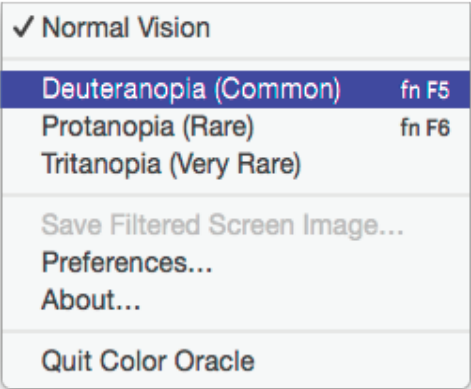 ✓ Normal Vision
Deuteranopia (Common) fn F5
Protanopia (Rare) fn F6
Tritanopia (Very Rare)
Save Filtered Screen Image...
Preferences...
About...
Quit Color Oracle